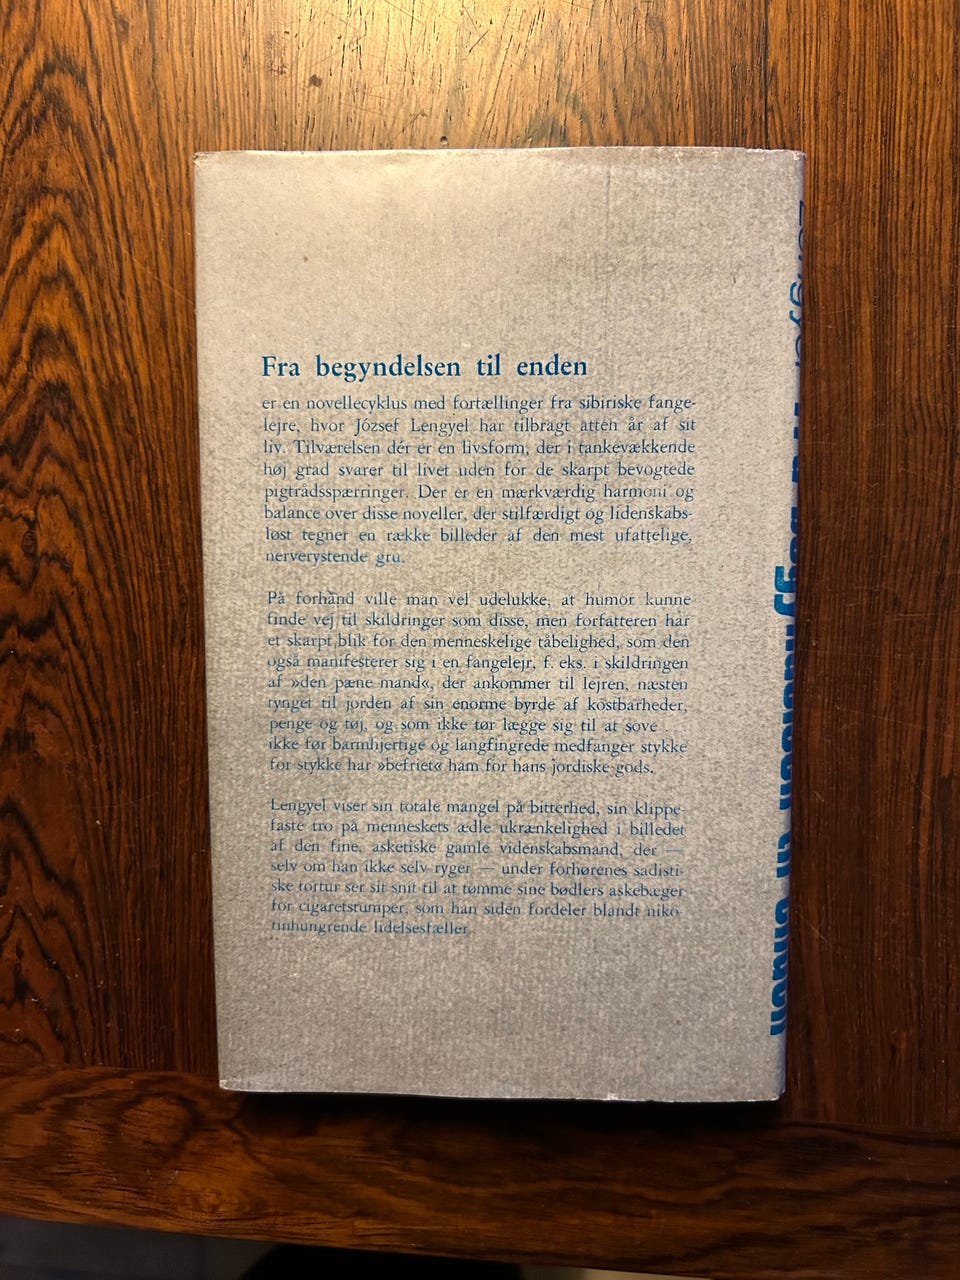 Fra begyndelsen til enden
er en novellecyklus med fortællinger fra sibiriske fange-
lejre, hvor József Lengyel har tilbragt atten år af sit
liv. Tilværelsen dér er en livsform, der i tankevækkende
høj grad svarer til livet uden for de skarpt bevogtede
pigtrådsspærringer. Der er en mærkværdig harmoni og
balance over disse noveller, der stilfærdigt og lidenskabs-
løst tegner en række billeder af den mest ufattelige,
nerverystende gru.
På forhånd ville man vel udelukke, at humor kunne
finde vej til skildringer som disse, men forfatteren har
et skarpt blik for den menneskelige tåbelighed, som den
også manifesterer sig i en fangelejr, f. eks. i skildringen
af »den pæne mand«, der ankommer til lejren, næsten
tynget til jorden af sin enorme byrde af kostbarheder,
penge og tøj, og som ikke tør lægge sig til at sove .
ikke før barmhjertige og langfingrede medfanger stykke
for stykke har »befriet« ham for hans jordiske gods.
Lengyel viser sin totale mangel på bitterhed, sin klippe-
faste tro på menneskets ædle ukrænkelighed i billedet
af den fine, asketiske gamle videnskabsmand, der —
selv om han ikke selv ryger — under forhørenes sadisti-
ske tortur ser sit snit til at tømme sine bødlers askebæger
for cigaretstumper, som han siden fordeler blandt niko-
tinhungrende lidelsesfæller
Lengyel Fra begyndelsen til enden